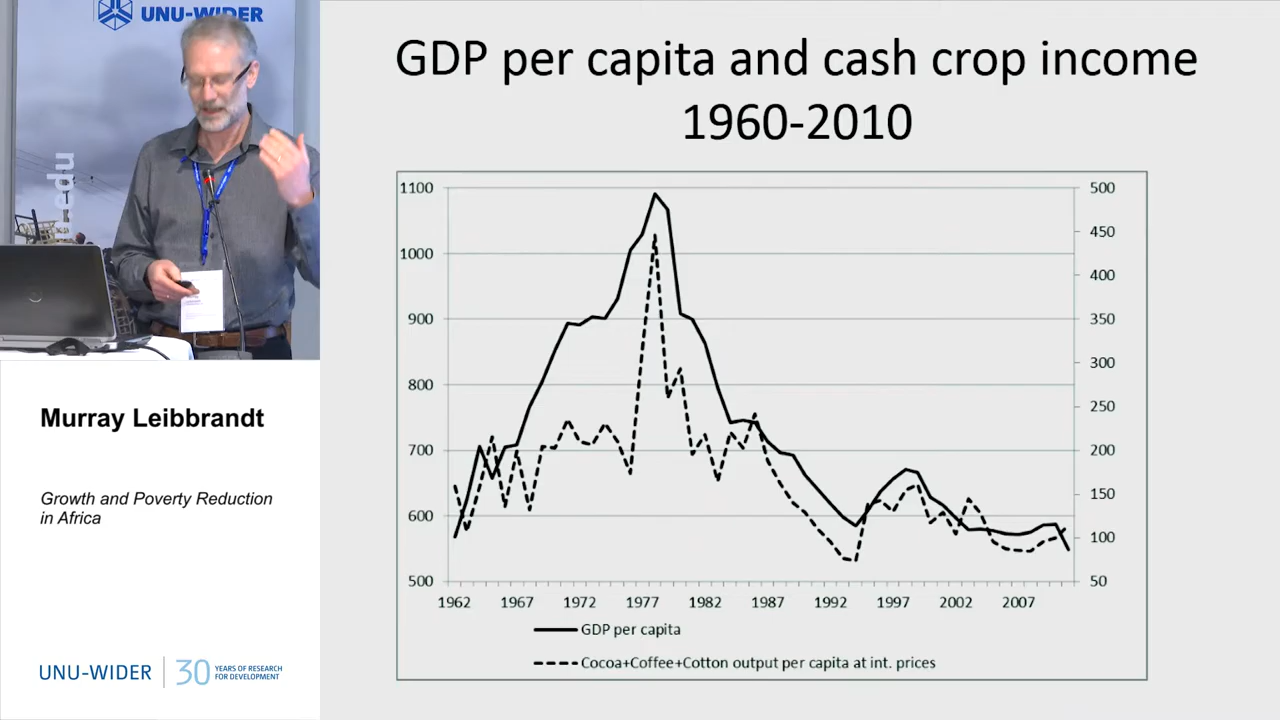 UNU-WIDER
u.edu
Murray Leibbrandt
Growth and Poverty Reduction
in Africa
UNU-WIDER
30 YEARS OF RESEARCH
FOR DEVELOPMENT
GDP per capita and cash crop income
1960-2010
1100
1000
900
800
700
600
500
500
450
400
350
300
250
200
150
100
50
1962 1967 1972 1977 1982 1987 1992 1997 2002 2007
GDP per capita
Cocoa+Coffee+Cotton output per capita at int. prices